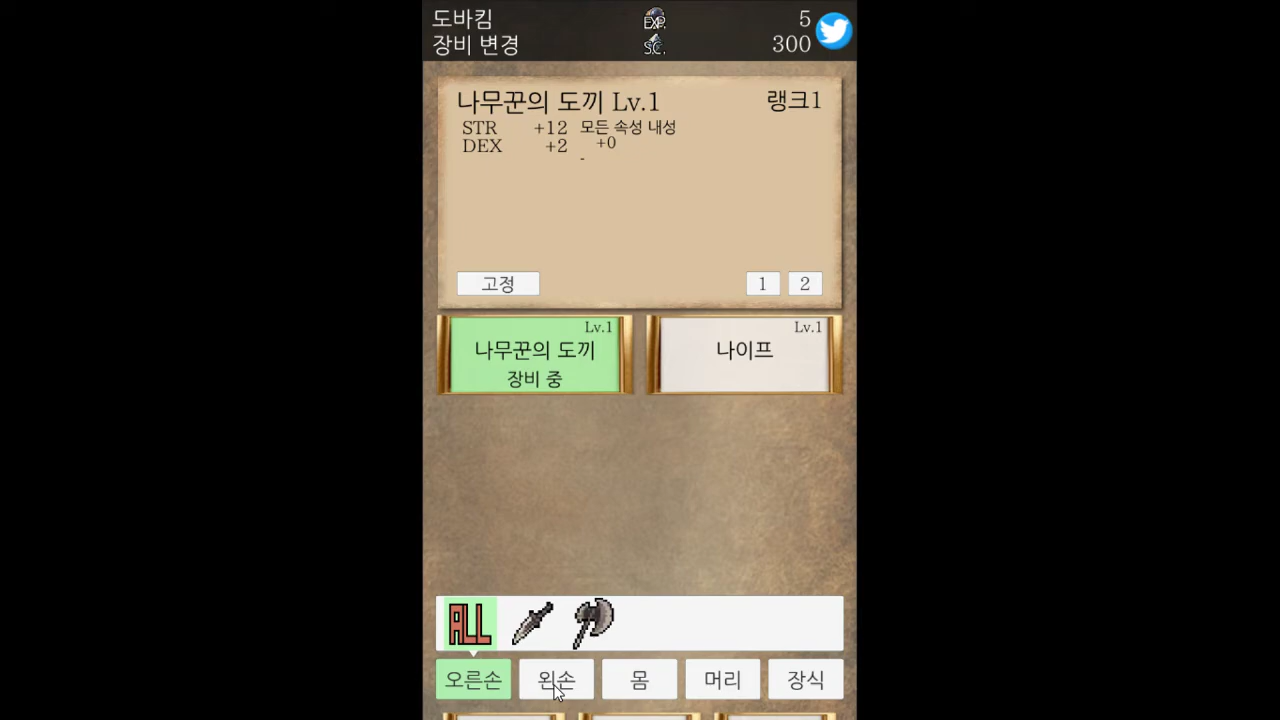 도바킴 EXP. 5
장비 변경 S.C. 300
나무꾼의 도끼 Lv.1 랭크1
STR +12 모든 속성 내성
DEX +2 +0
-
고정 1 2
Lv.1 Lv.1
나무꾼의 도끼 나이프
장비 중
ALL
오른손 왼손 몸 머리 장식